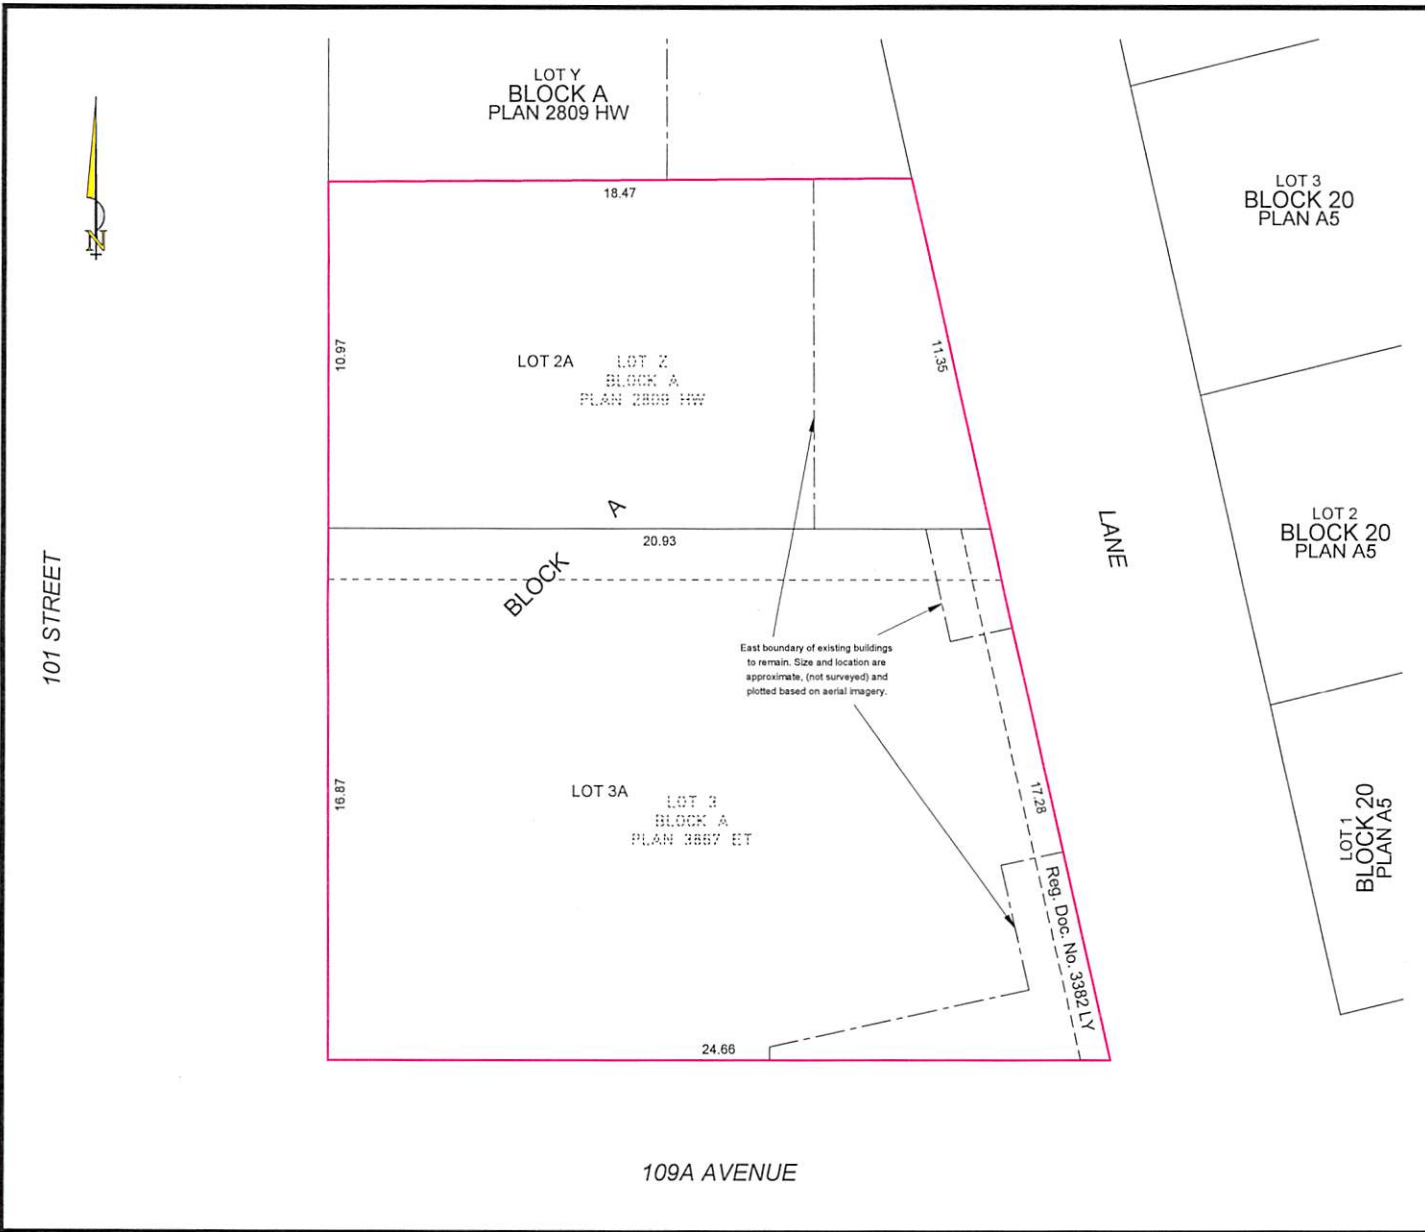 LOT Y
BLOCK A
PLAN 2809 HW
N
18.47
LOT 3
BLOCK 20
PLAN A5
10.97
11.35
LOT 2A
LOT Z
BLOCK A
PLAN 2809 HW
BLOCK A
20.93
LANE
LOT 2
BLOCK 20
PLAN A5
101 STREET
East boundary of existing buildings
to remain. Size and location are
approximate, (not surveyed) and
plotted based on aerial imagery.
16.87
17.28
LOT 3A
LOT 3
BLOCK A
PLAN 3867 ET
LOT 1
BLOCK 20
PLAN A5
Reg. Doc. No. 3382 LY
24.66
109A AVENUE